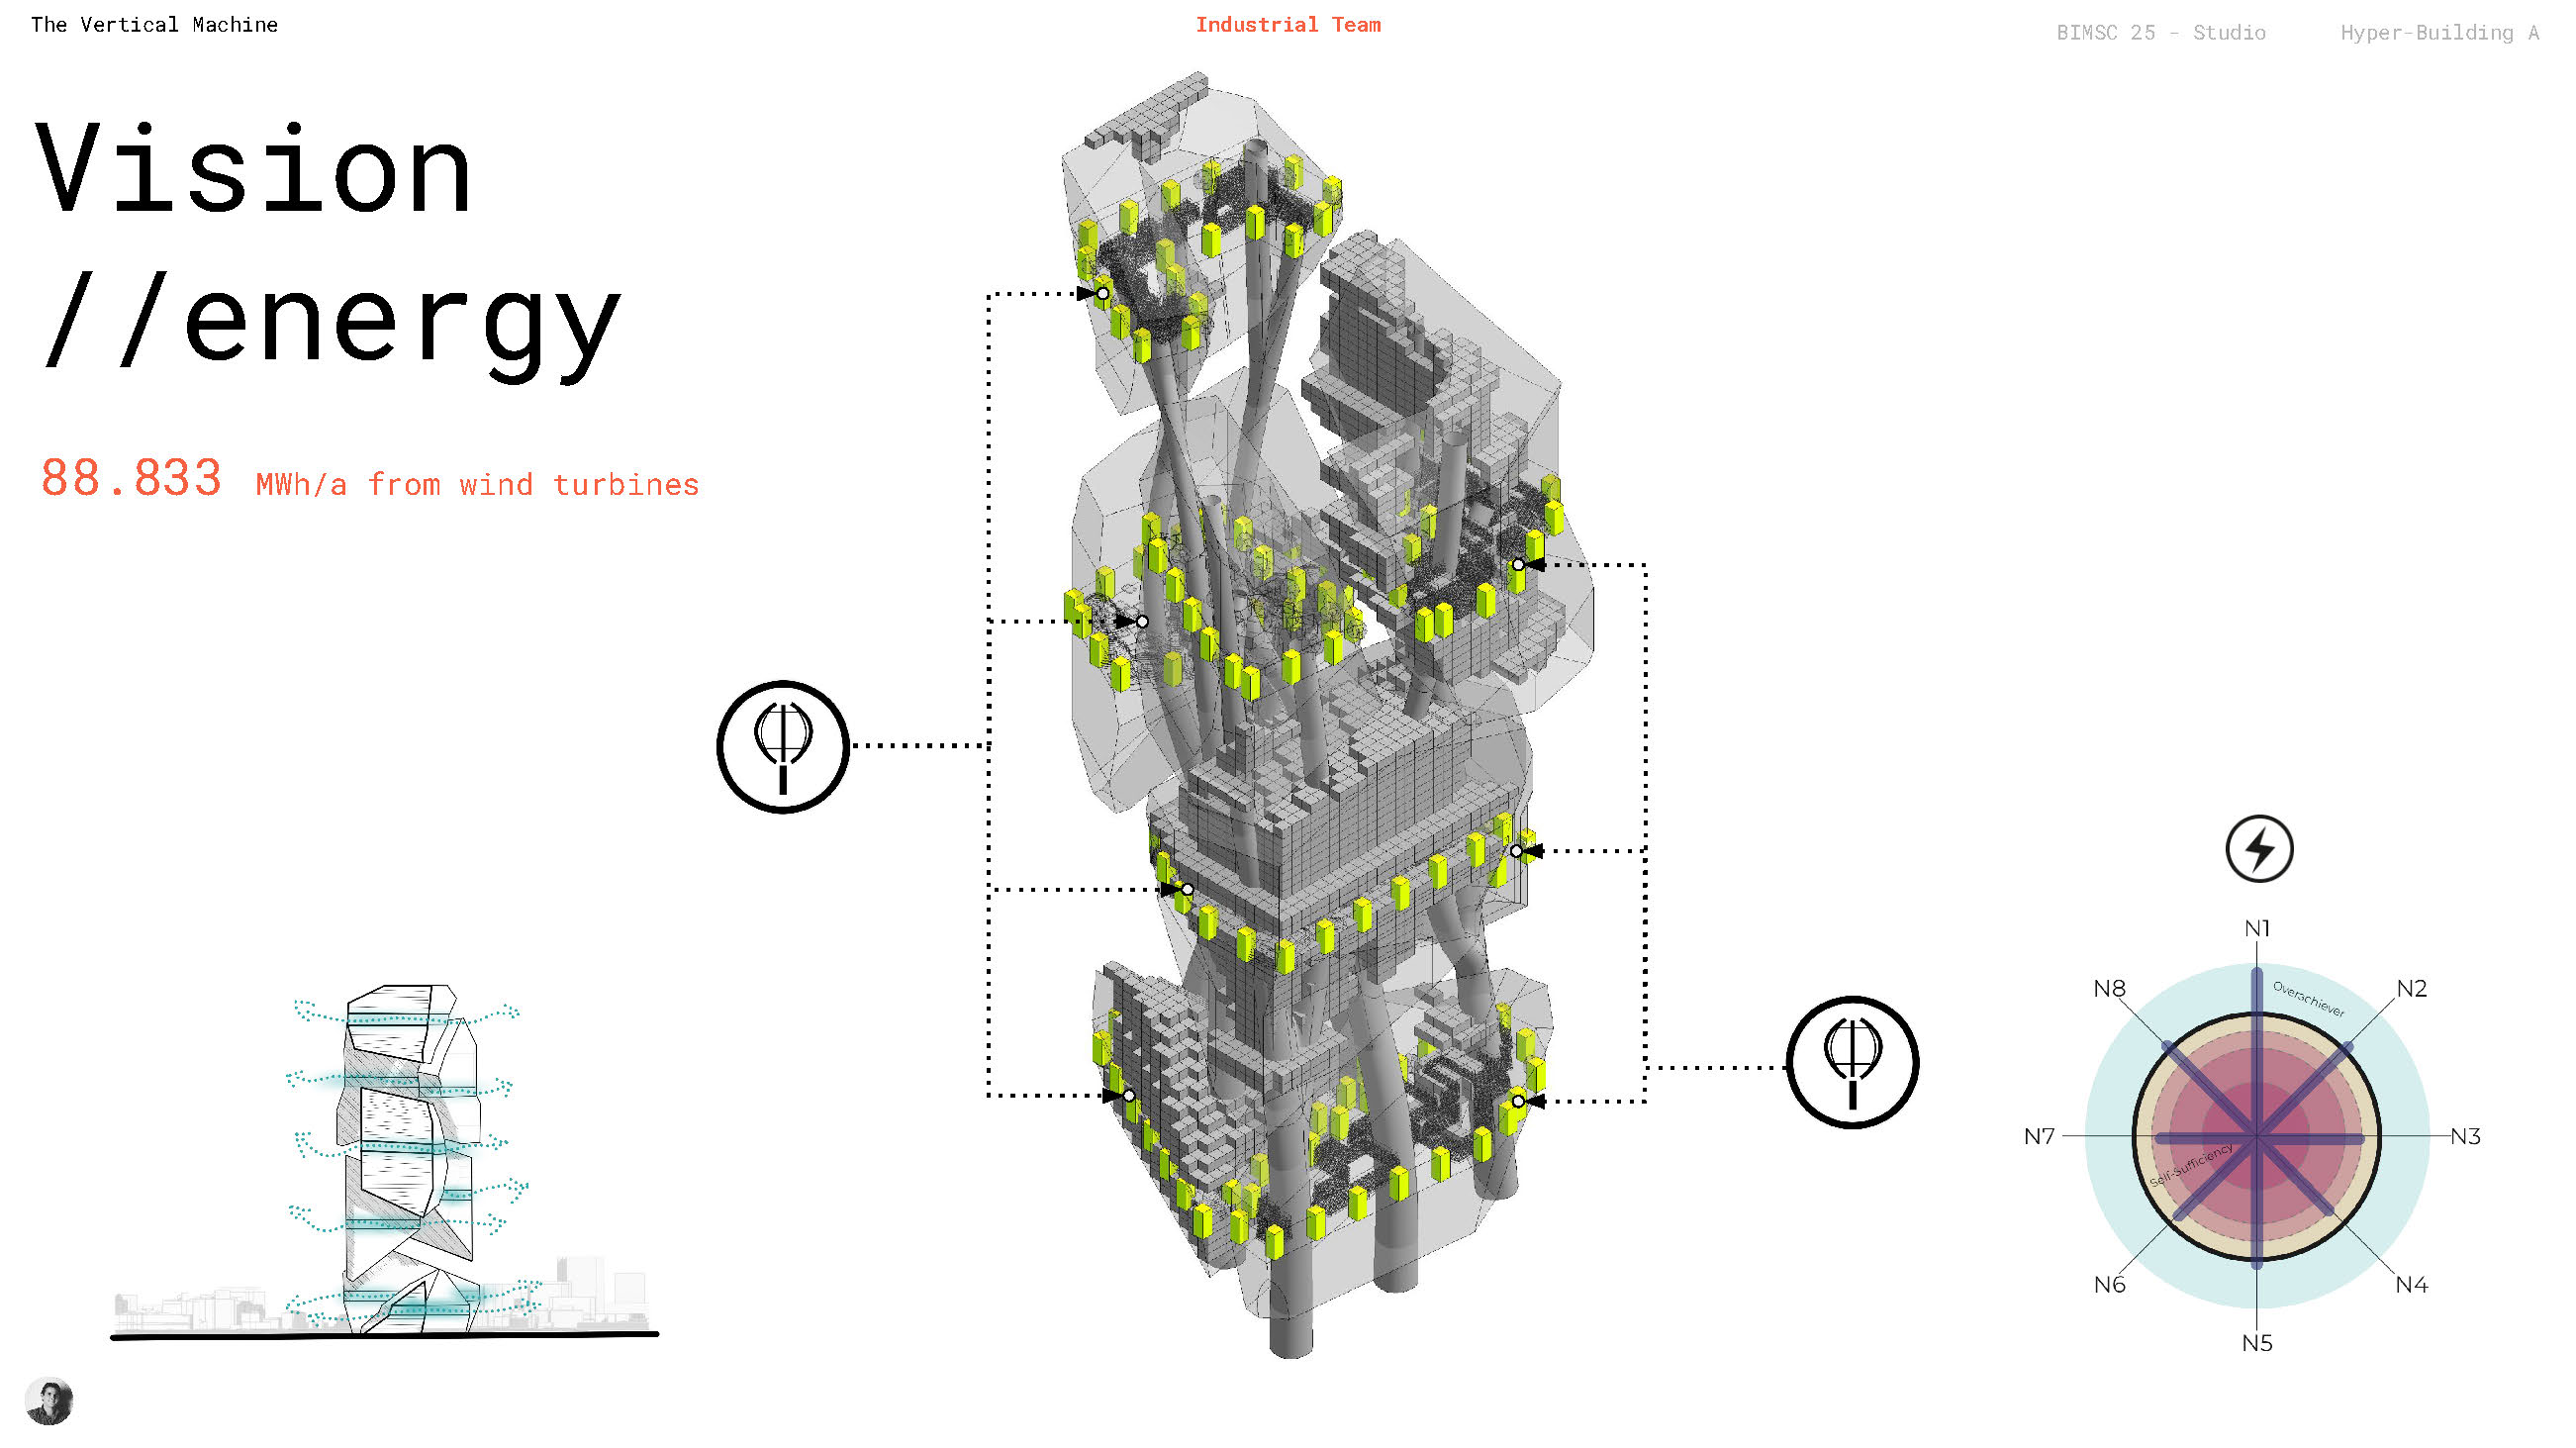 The Vertical Machine
Industrial Team
BIMSC 25 - Studio
Hyper-Building A
Vision
//energy
88.833 MWh/a from wind turbines
N1
N8
N2
Overachiever
N7
N3
Self-Sufficiency
N6
N4
N5